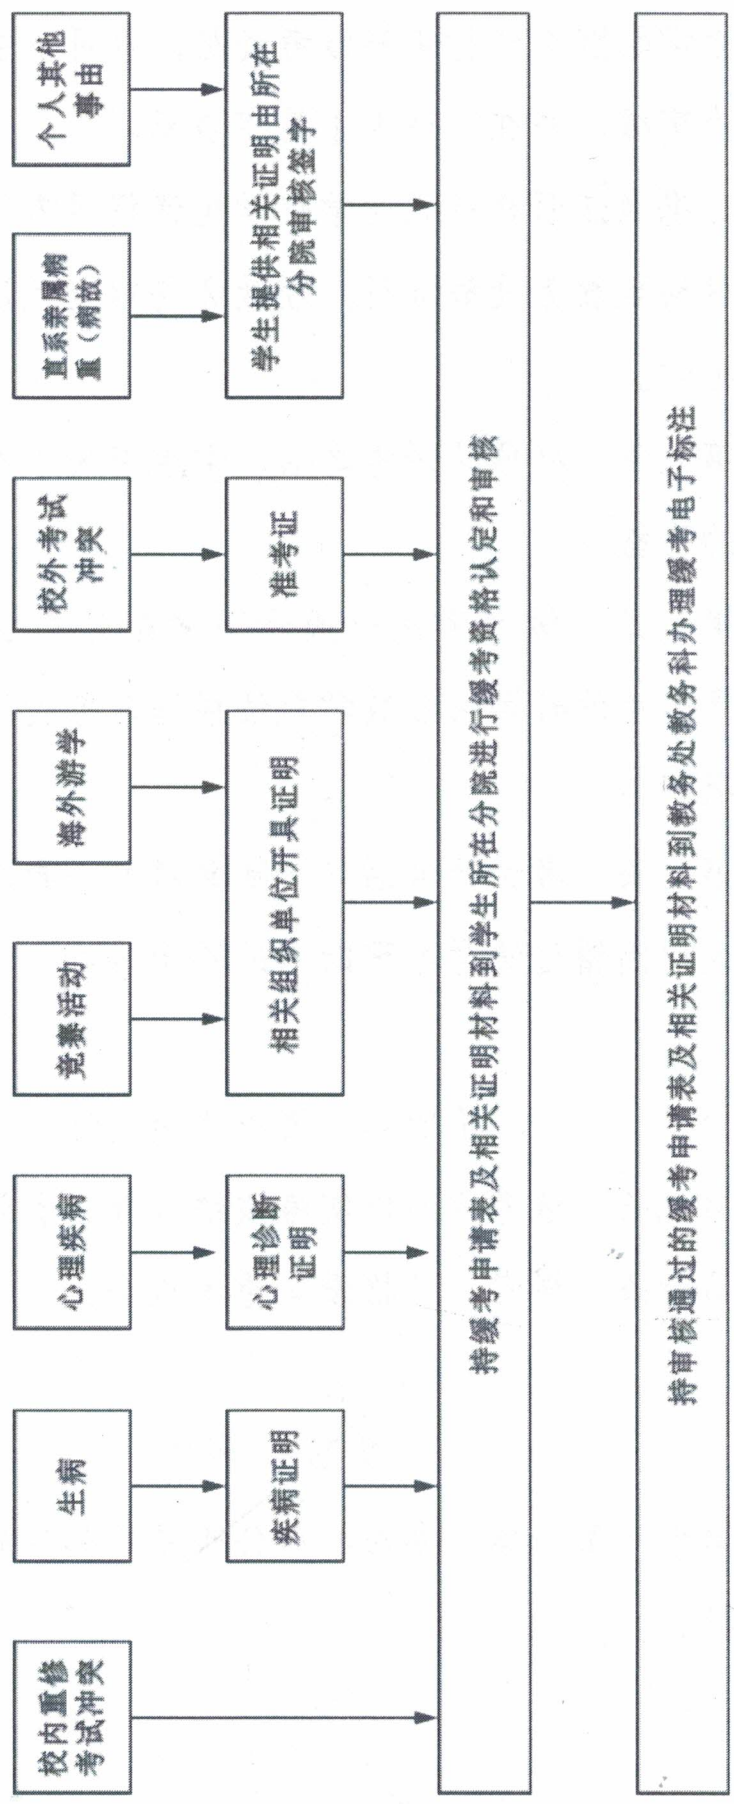 校内重修
考试冲突
生病
心理疾病
竞赛活动
海外游学
校外考试
冲突
直系亲属病
重（病故）
个人其他
事由
疾病证明
心理诊断
证明
相关组织单位开具证明
准考证
学生提供相关证明由所在
分院审核签字
持缓考申请表及相关证明材料到学生所在分院进行缓考资格认定和审核
持审核通过的缓考申请表及相关证明材料到教务处教务科办理缓考电子标注